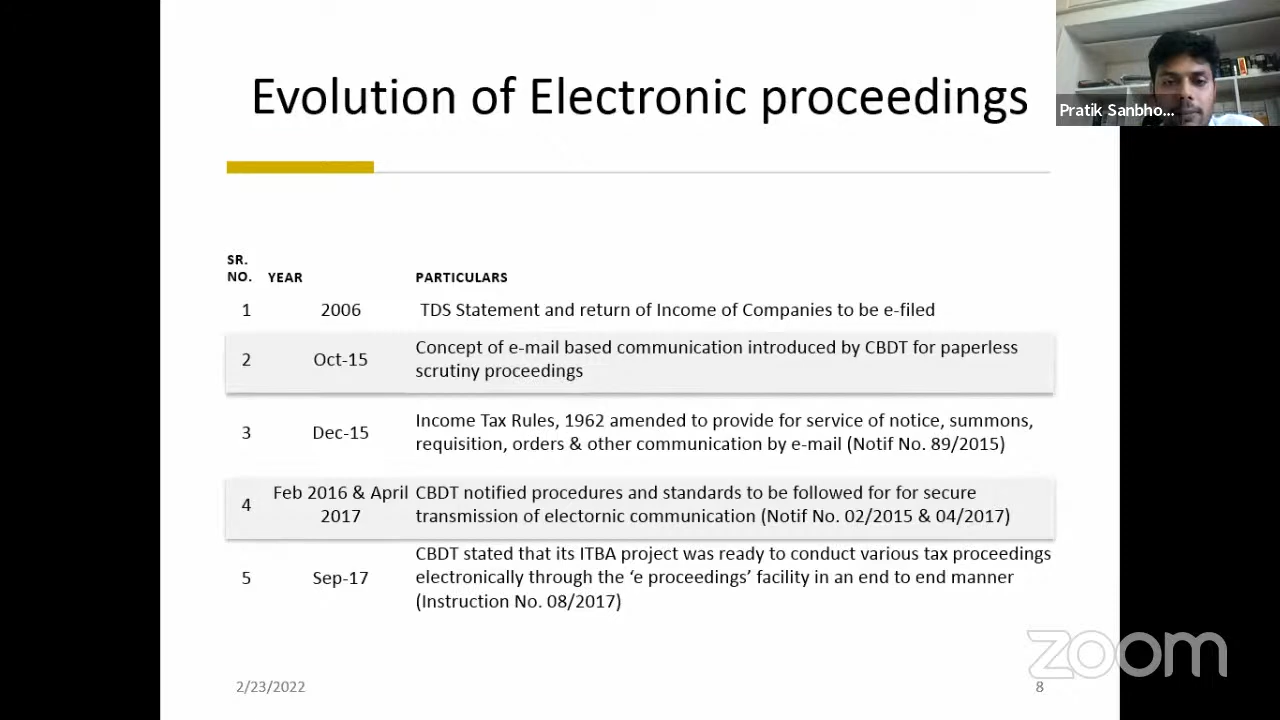 Evolution of Electronic proceedings
Pratik Sanbho...
SR.
NO. YEAR PARTICULARS
1 2006 TDS Statement and return of Income of Companies to be e-filed
2 Oct-15 Concept of e-mail based communication introduced by CBDT for paperless
scrutiny proceedings
3 Dec-15 Income Tax Rules, 1962 amended to provide for service of notice, summons,
requisition, orders & other communication by e-mail (Notif No. 89/2015)
4 Feb 2016 & April
2017 CBDT notified procedures and standards to be followed for for secure
transmission of electornic communication (Notif No. 02/2015 & 04/2017)
5 Sep-17 CBDT stated that its ITBA project was ready to conduct various tax proceedings
electronically through the ‘e proceedings’ facility in an end to end manner
(Instruction No. 08/2017)
zoom
2/23/2022 8